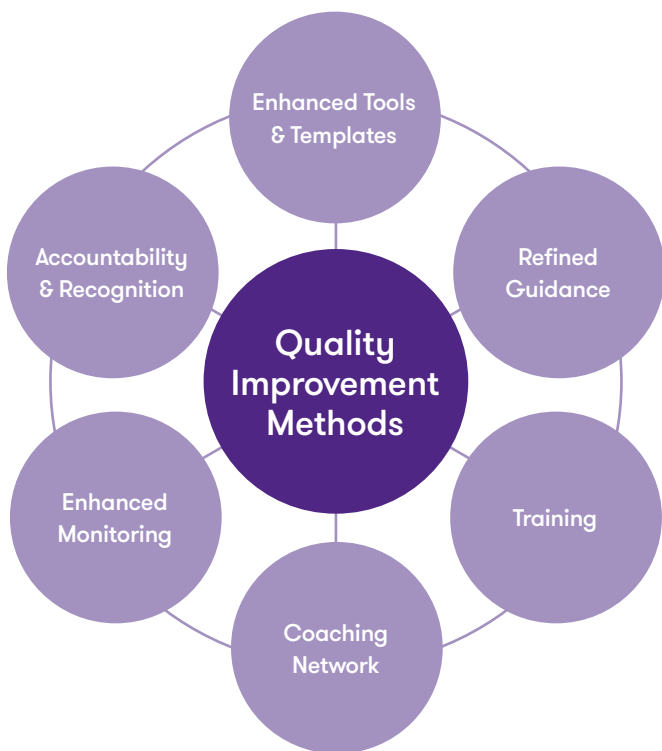 Enhanced Tools
& Templates
Refined
Guidance
Training
Coaching
Network
Enhanced
Monitoring
Accountability
& Recognition
Quality
Improvement
Methods